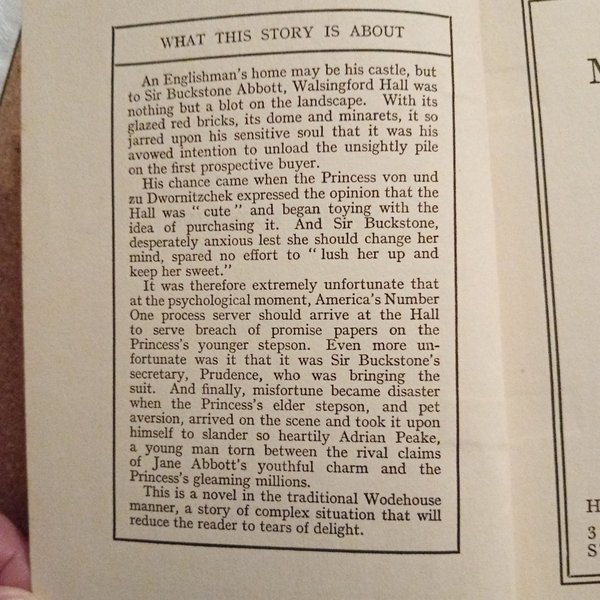 WHAT THIS STORY IS ABOUT
An Englishman's home may be his castle, but
to Sir Buckstone Abbott, Walsingford Hall was
nothing but a blot on the landscape. With its
glazed red bricks, its dome and minarets, it so
jarred upon his sensitive soul that it was his
avowed intention to unload the unsightly pile
on the first prospective buyer.
His chance came when the Princess von und
zu Dwornitzchek expressed the opinion that the
Hall was "cute" and began toying with the
idea of purchasing it. And Sir Buckstone,
desperately anxious lest she should change her
mind, spared no effort to "lush her up and
keep her sweet."
It was therefore extremely unfortunate that
at the psychological moment, America's Number
One process server should arrive at the Hall
to serve breach of promise papers on the
Princess's younger stepson. Even more un-
fortunate was it that it was Sir Buckstone's
secretary, Prudence, who was bringing the
suit. And finally, misfortune became disaster
when the Princess's elder stepson, and pet
aversion, arrived on the scene and took it upon
himself to slander so heartily Adrian Peake,
a young man torn between the rival claims
of Jane Abbott's youthful charm and the
Princess's gleaming millions.
This is a novel in the traditional Wodehouse
manner, a story of complex situation that will
reduce the reader to tears of delight.
H
3
S